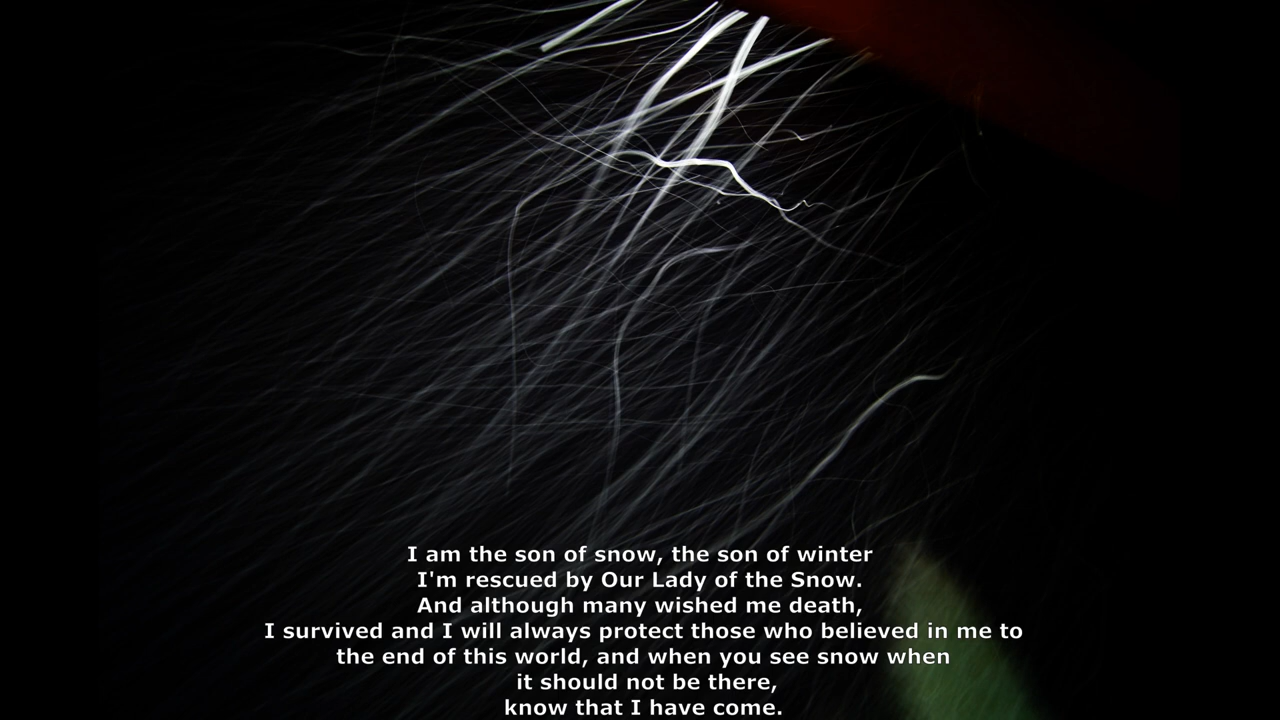 I am the son of snow, the son of winter
I'm rescued by Our Lady of the Snow.
And although many wished me death,
I survived and I will always protect those who believed in me to
the end of this world, and when you see snow when
it should not be there,
know that I have come.